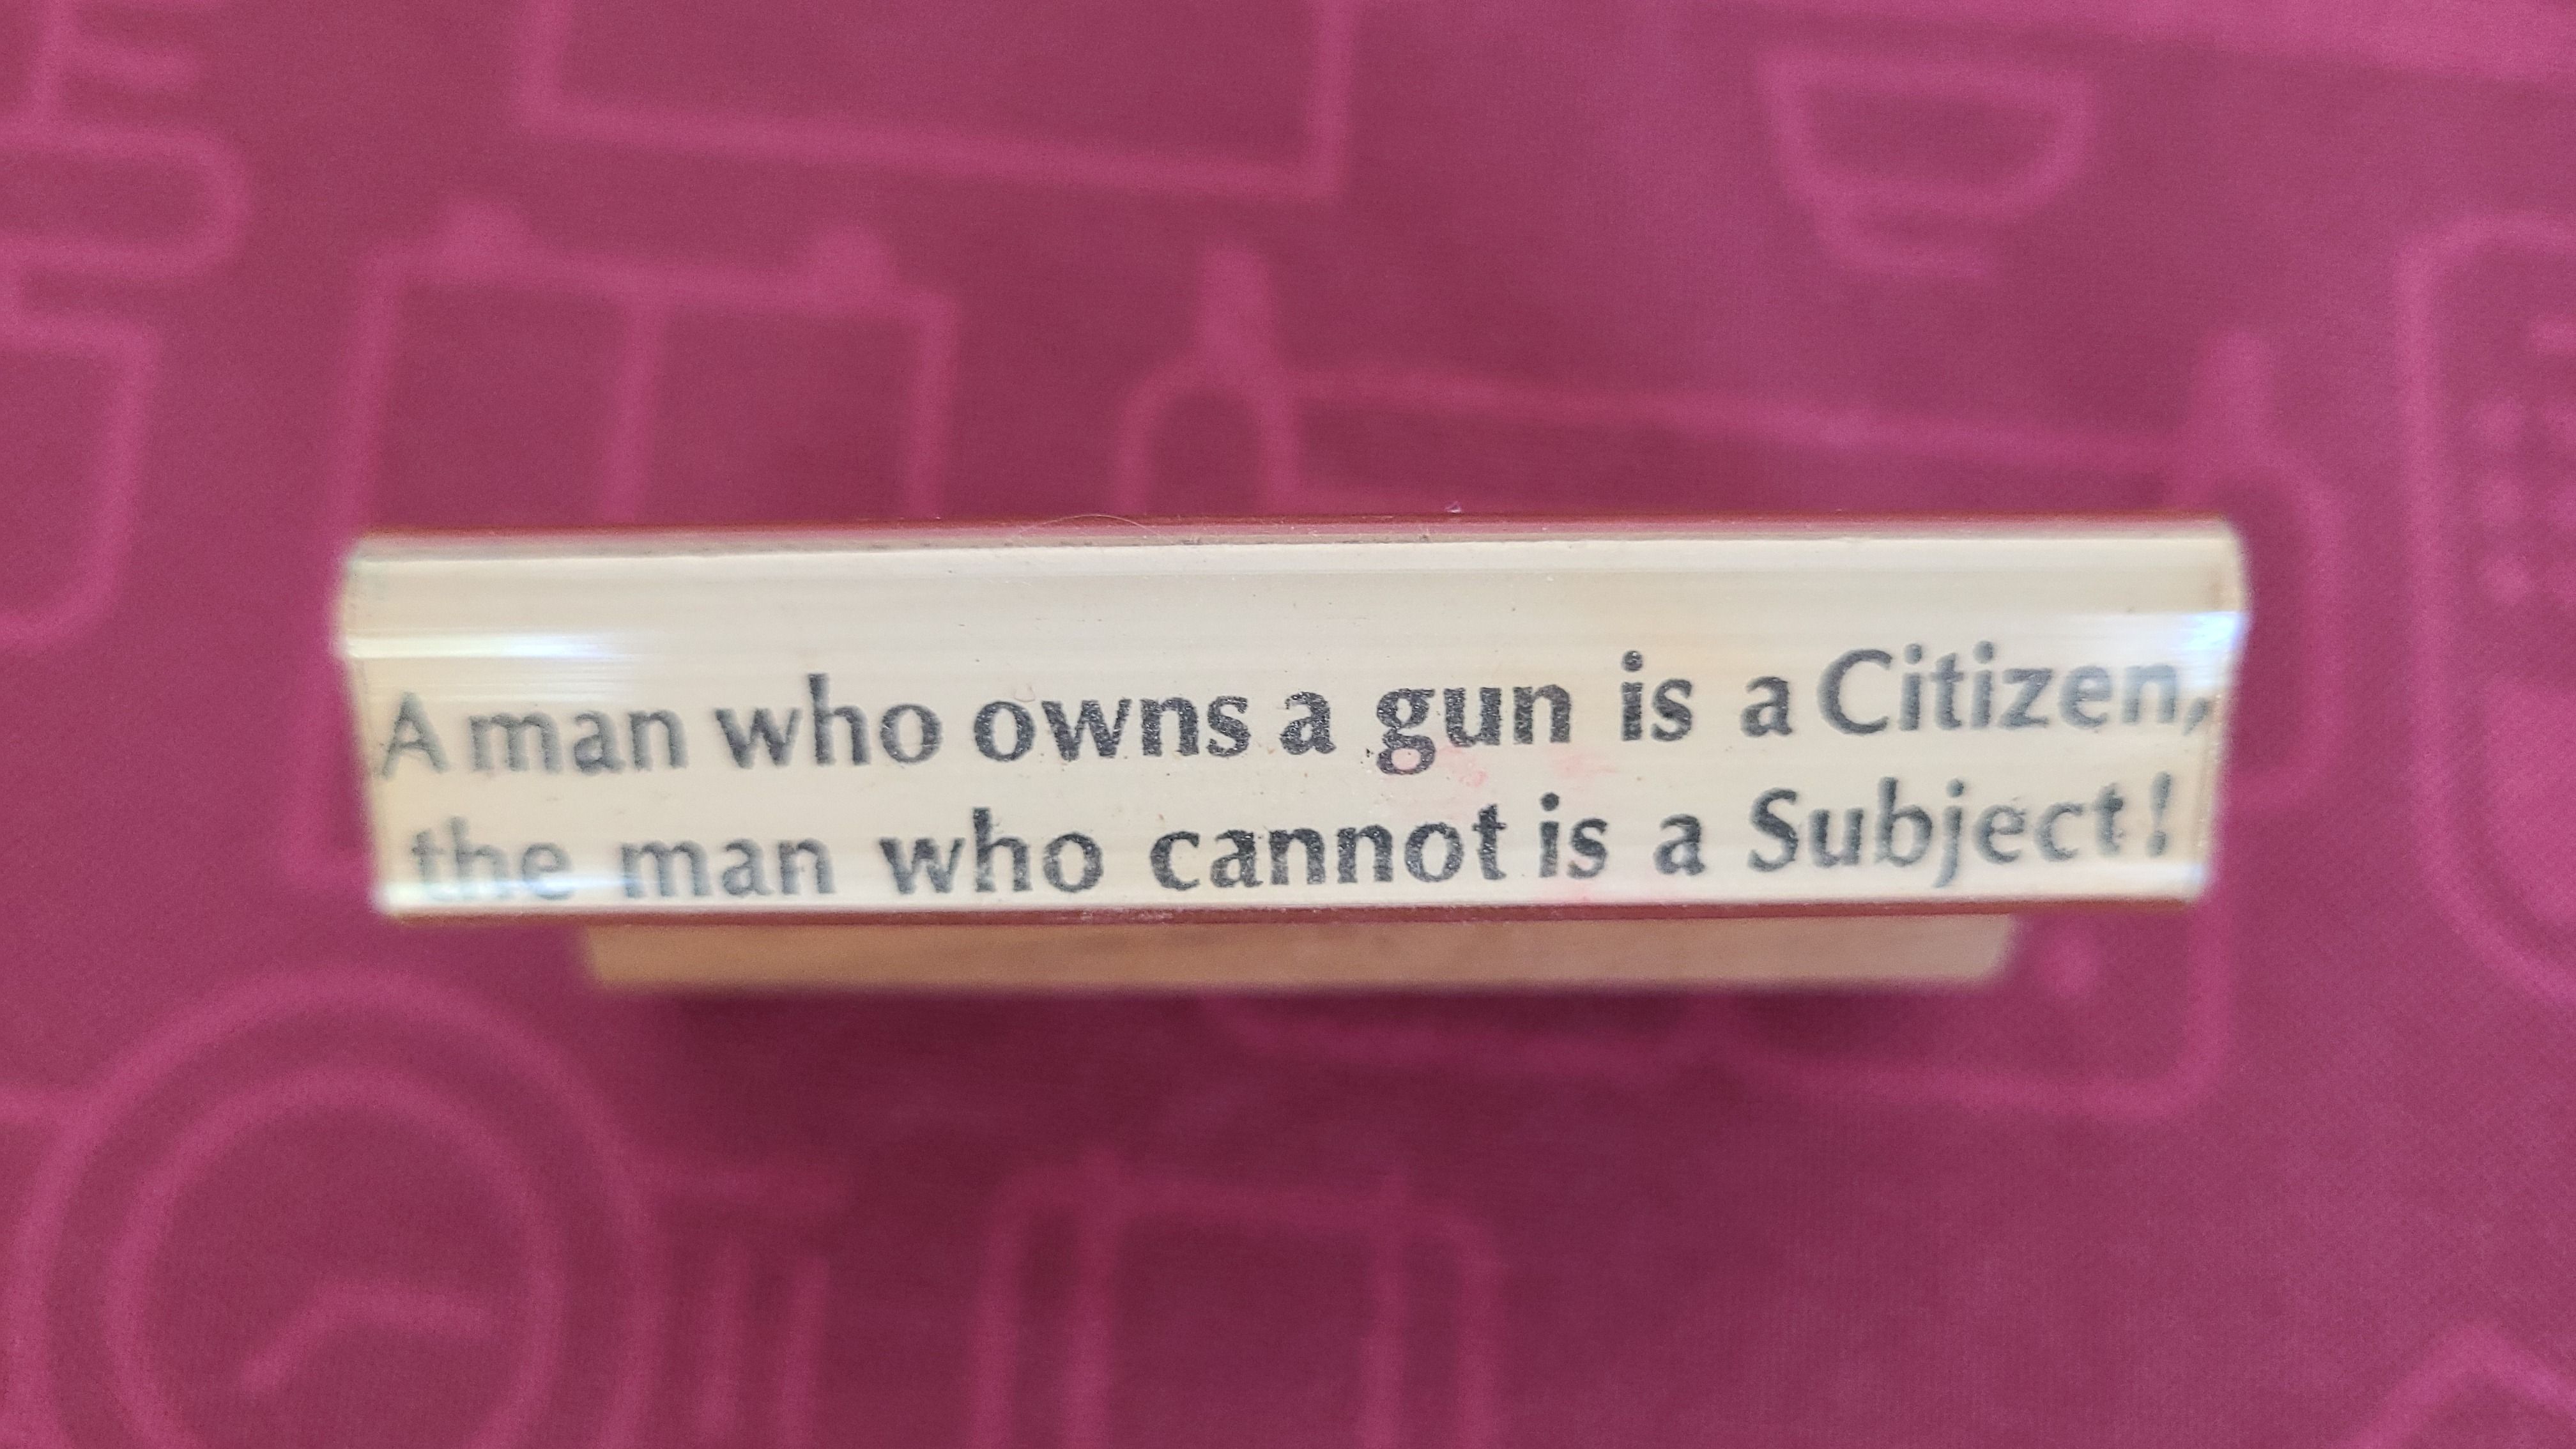 A man who owns a gun is a Citizen,
the man who cannot is a Subject!